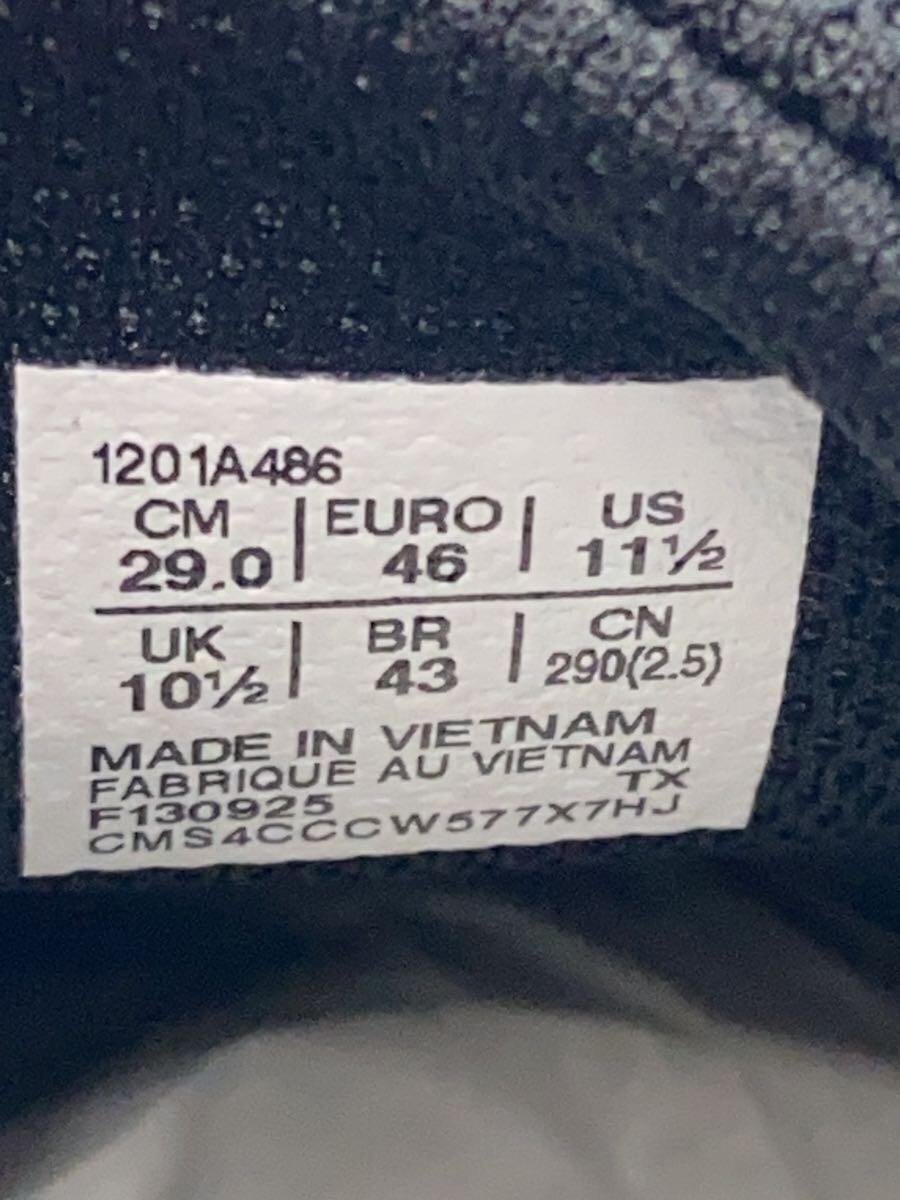 1201A486
CM | EURO | US
29.0 | 46 | 11½
UK | BR | CN
10½ | 43 | 290(2.5)
MADE IN VIETNAM
FABRIQUE AU VIETNAM
F130925 TX
CMS4CCCW577X7HJ